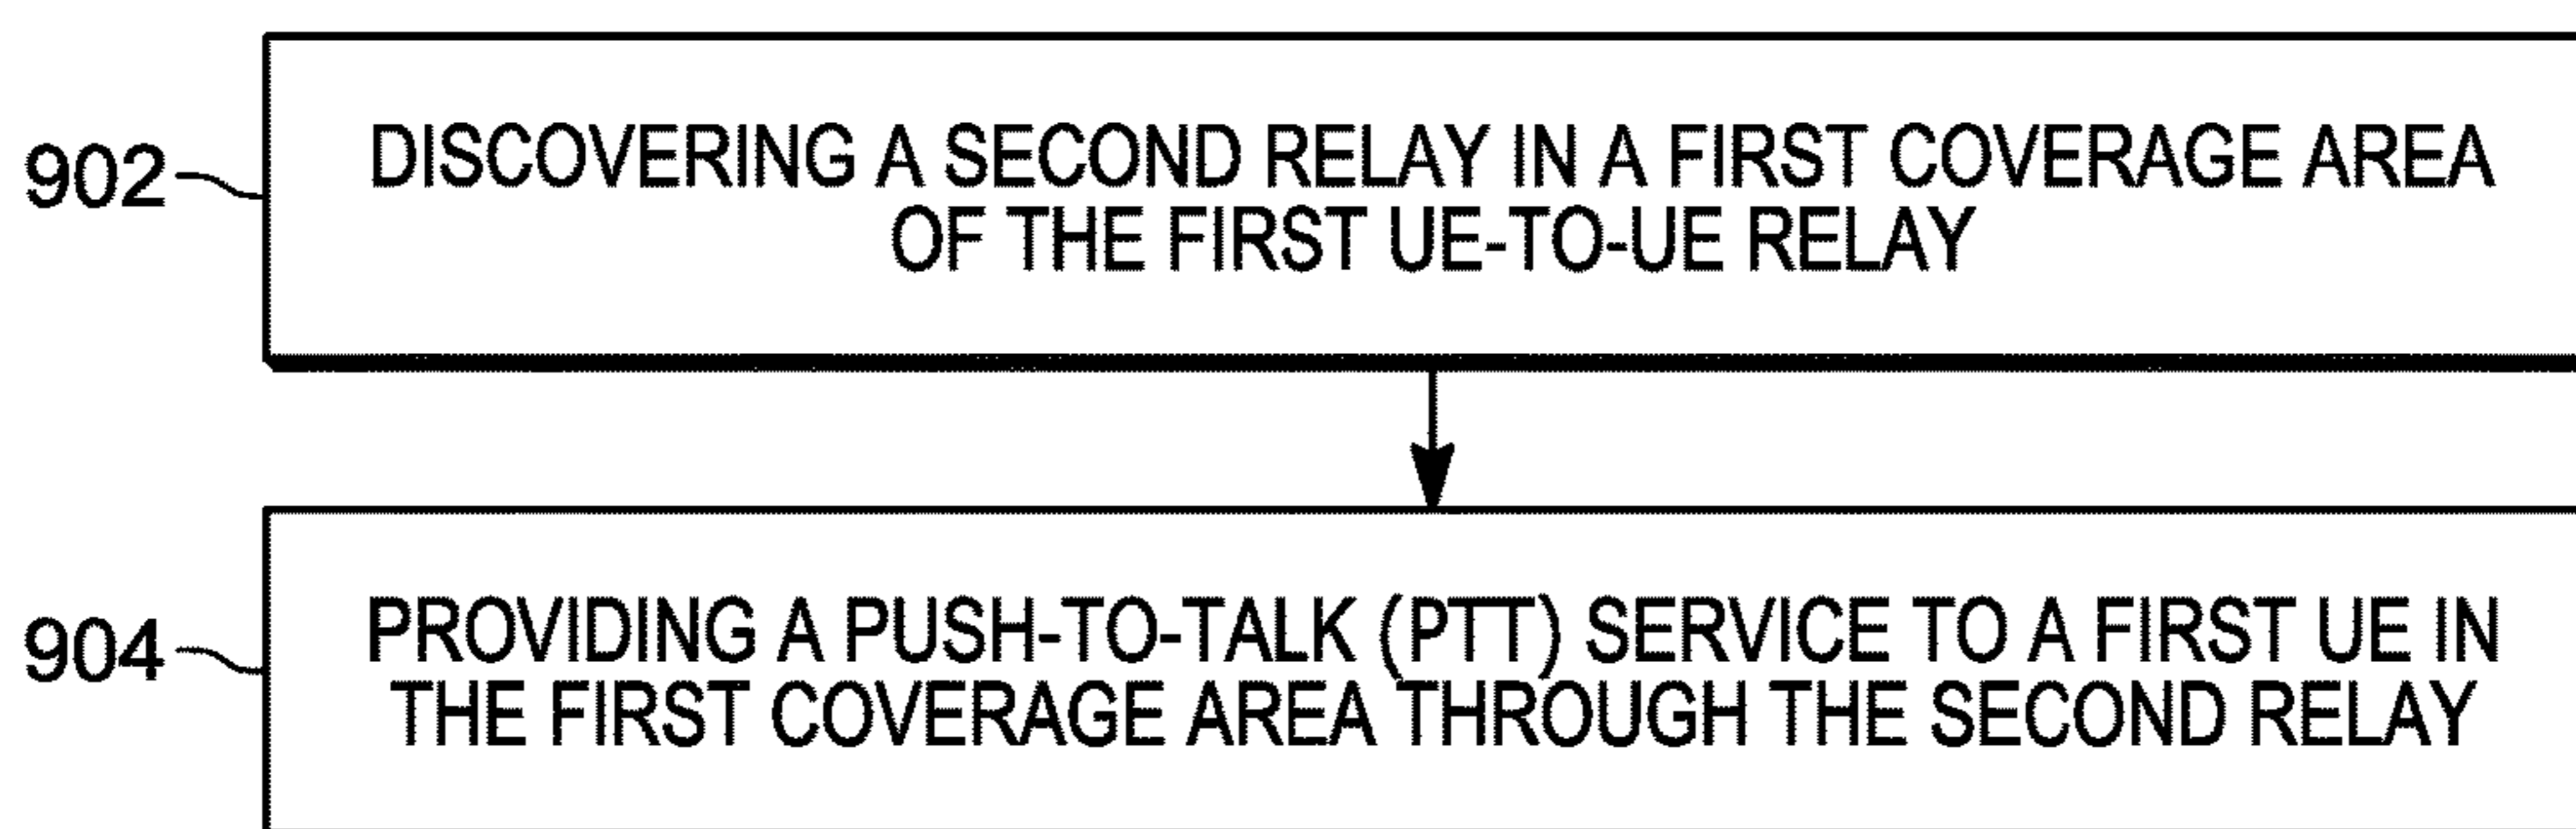 902
DISCOVERING A SECOND RELAY IN A FIRST COVERAGE AREA
OF THE FIRST UE-TO-UE RELAY
904
PROVIDING A PUSH-TO-TALK (PTT) SERVICE TO A FIRST UE IN
THE FIRST COVERAGE AREA THROUGH THE SECOND RELAY